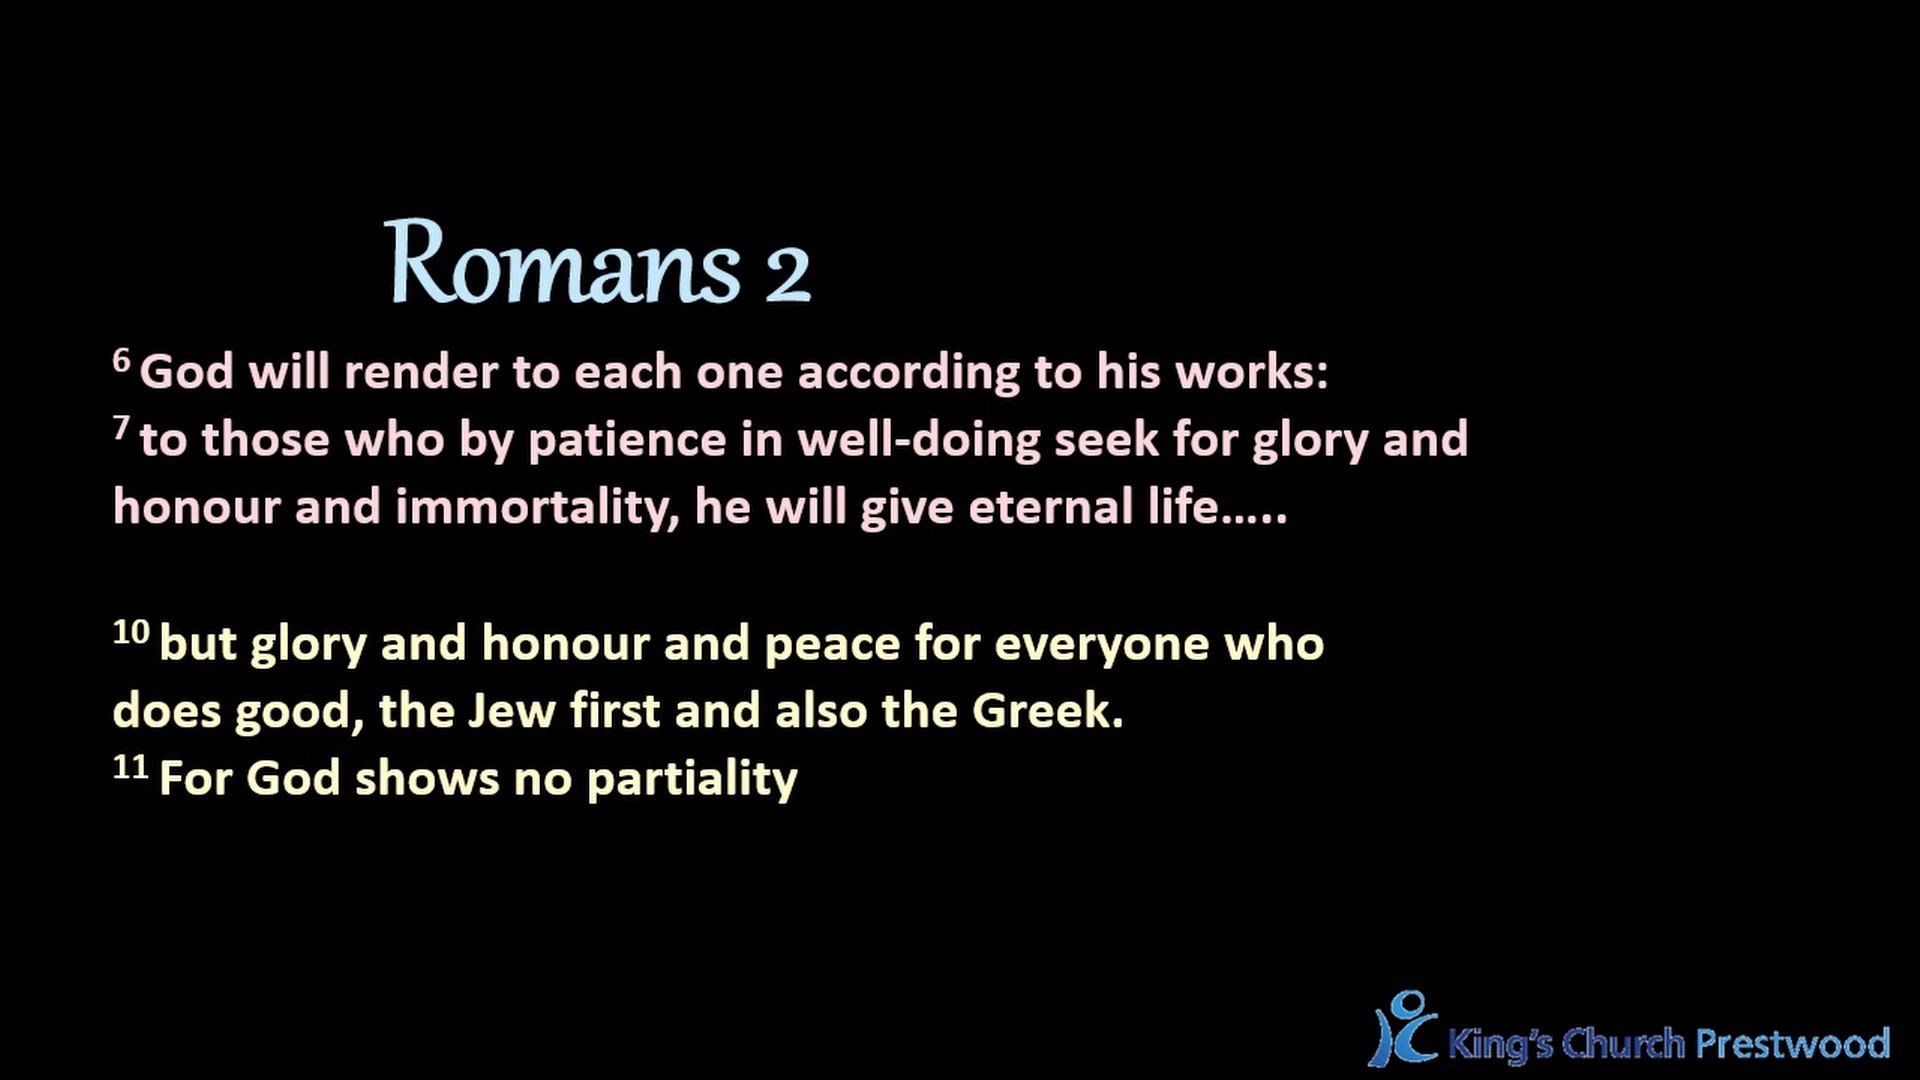 Romans 2
6 God will render to each one according to his works:
7 to those who by patience in well-doing seek for glory and
honour and immortality, he will give eternal life.....
10 but glory and honour and peace for everyone who
does good, the Jew first and also the Greek.
11 For God shows no partiality
King's Church Prestwood